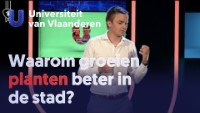 Universiteit
van Vlaanderen
Waarom groeien
planten beter in
de stad?